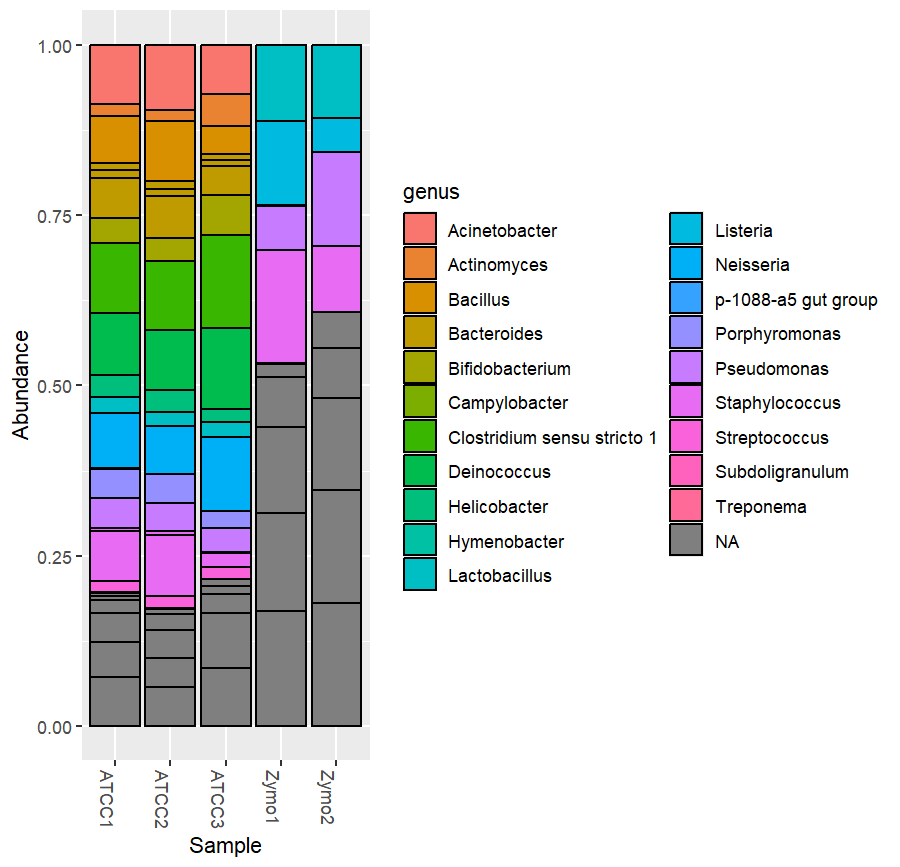 1.00
0.75
0.50
0.25
0.00
Abundance
ATCC1
ATCC2
ATCC3
Zymo1
Zymo2
Sample
genus
Acinetobacter
Actinomyces
Bacillus
Bacteroides
Bifidobacterium
Campylobacter
Clostridium sensu stricto 1
Deinococcus
Helicobacter
Hymenobacter
Lactobacillus
Listeria
Neisseria
p-1088-a5 gut group
Porphyromonas
Pseudomonas
Staphylococcus
Streptococcus
Subdoligranulum
Treponema
NA